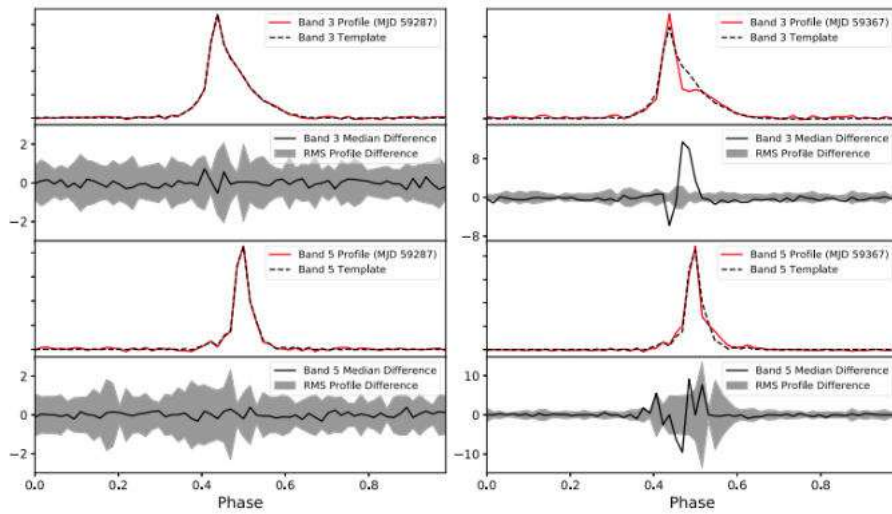 Band 3 Profile (MJD 59287)
Band 3 Template
Band 3 Profile (MJD 59367)
Band 3 Template
2
0
−2
Band 3 Median Difference
RMS Profile Difference
8
0
−8
Band 3 Median Difference
RMS Profile Difference
Band 5 Profile (MJD 59287)
Band 5 Template
Band 5 Profile (MJD 59367)
Band 5 Template
2
0
−2
Band 5 Median Difference
RMS Profile Difference
10
0
−10
Band 5 Median Difference
RMS Profile Difference
0.0 0.2 0.4 0.6 0.8
Phase
0.0 0.2 0.4 0.6 0.8
Phase